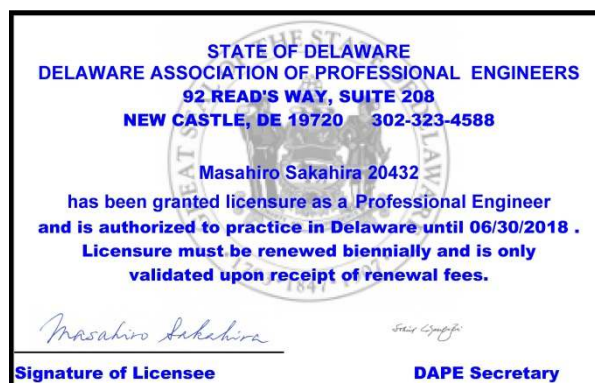 STATE OF DELAWARE
DELAWARE ASSOCIATION OF PROFESSIONAL ENGINEERS
92 READ'S WAY, SUITE 208
NEW CASTLE, DE 19720 302-323-4588
Masahiro Sakahira 20432
has been granted licensure as a Professional Engineer
and is authorized to practice in Delaware until 06/30/2018 .
Licensure must be renewed biennially and is only
validated upon receipt of renewal fees.
Masahiro Sakahira
Signature of Licensee
DAPE Secretary